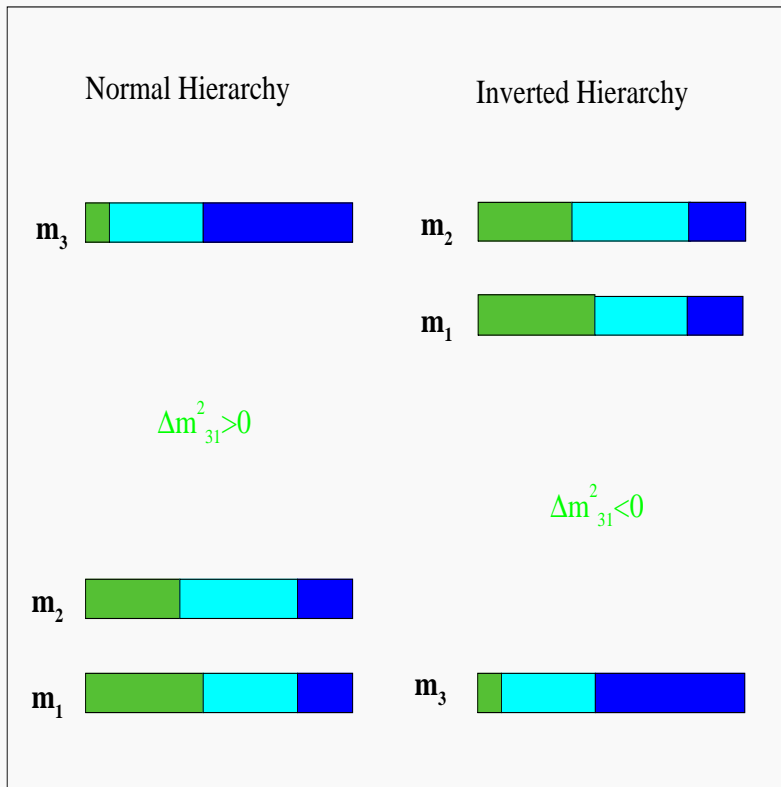 Normal Hierarchy
Inverted Hierarchy
m₃
m₂
m₁
Δm²₃₁>0
Δm²₃₁<0
m₂
m₁
m₃